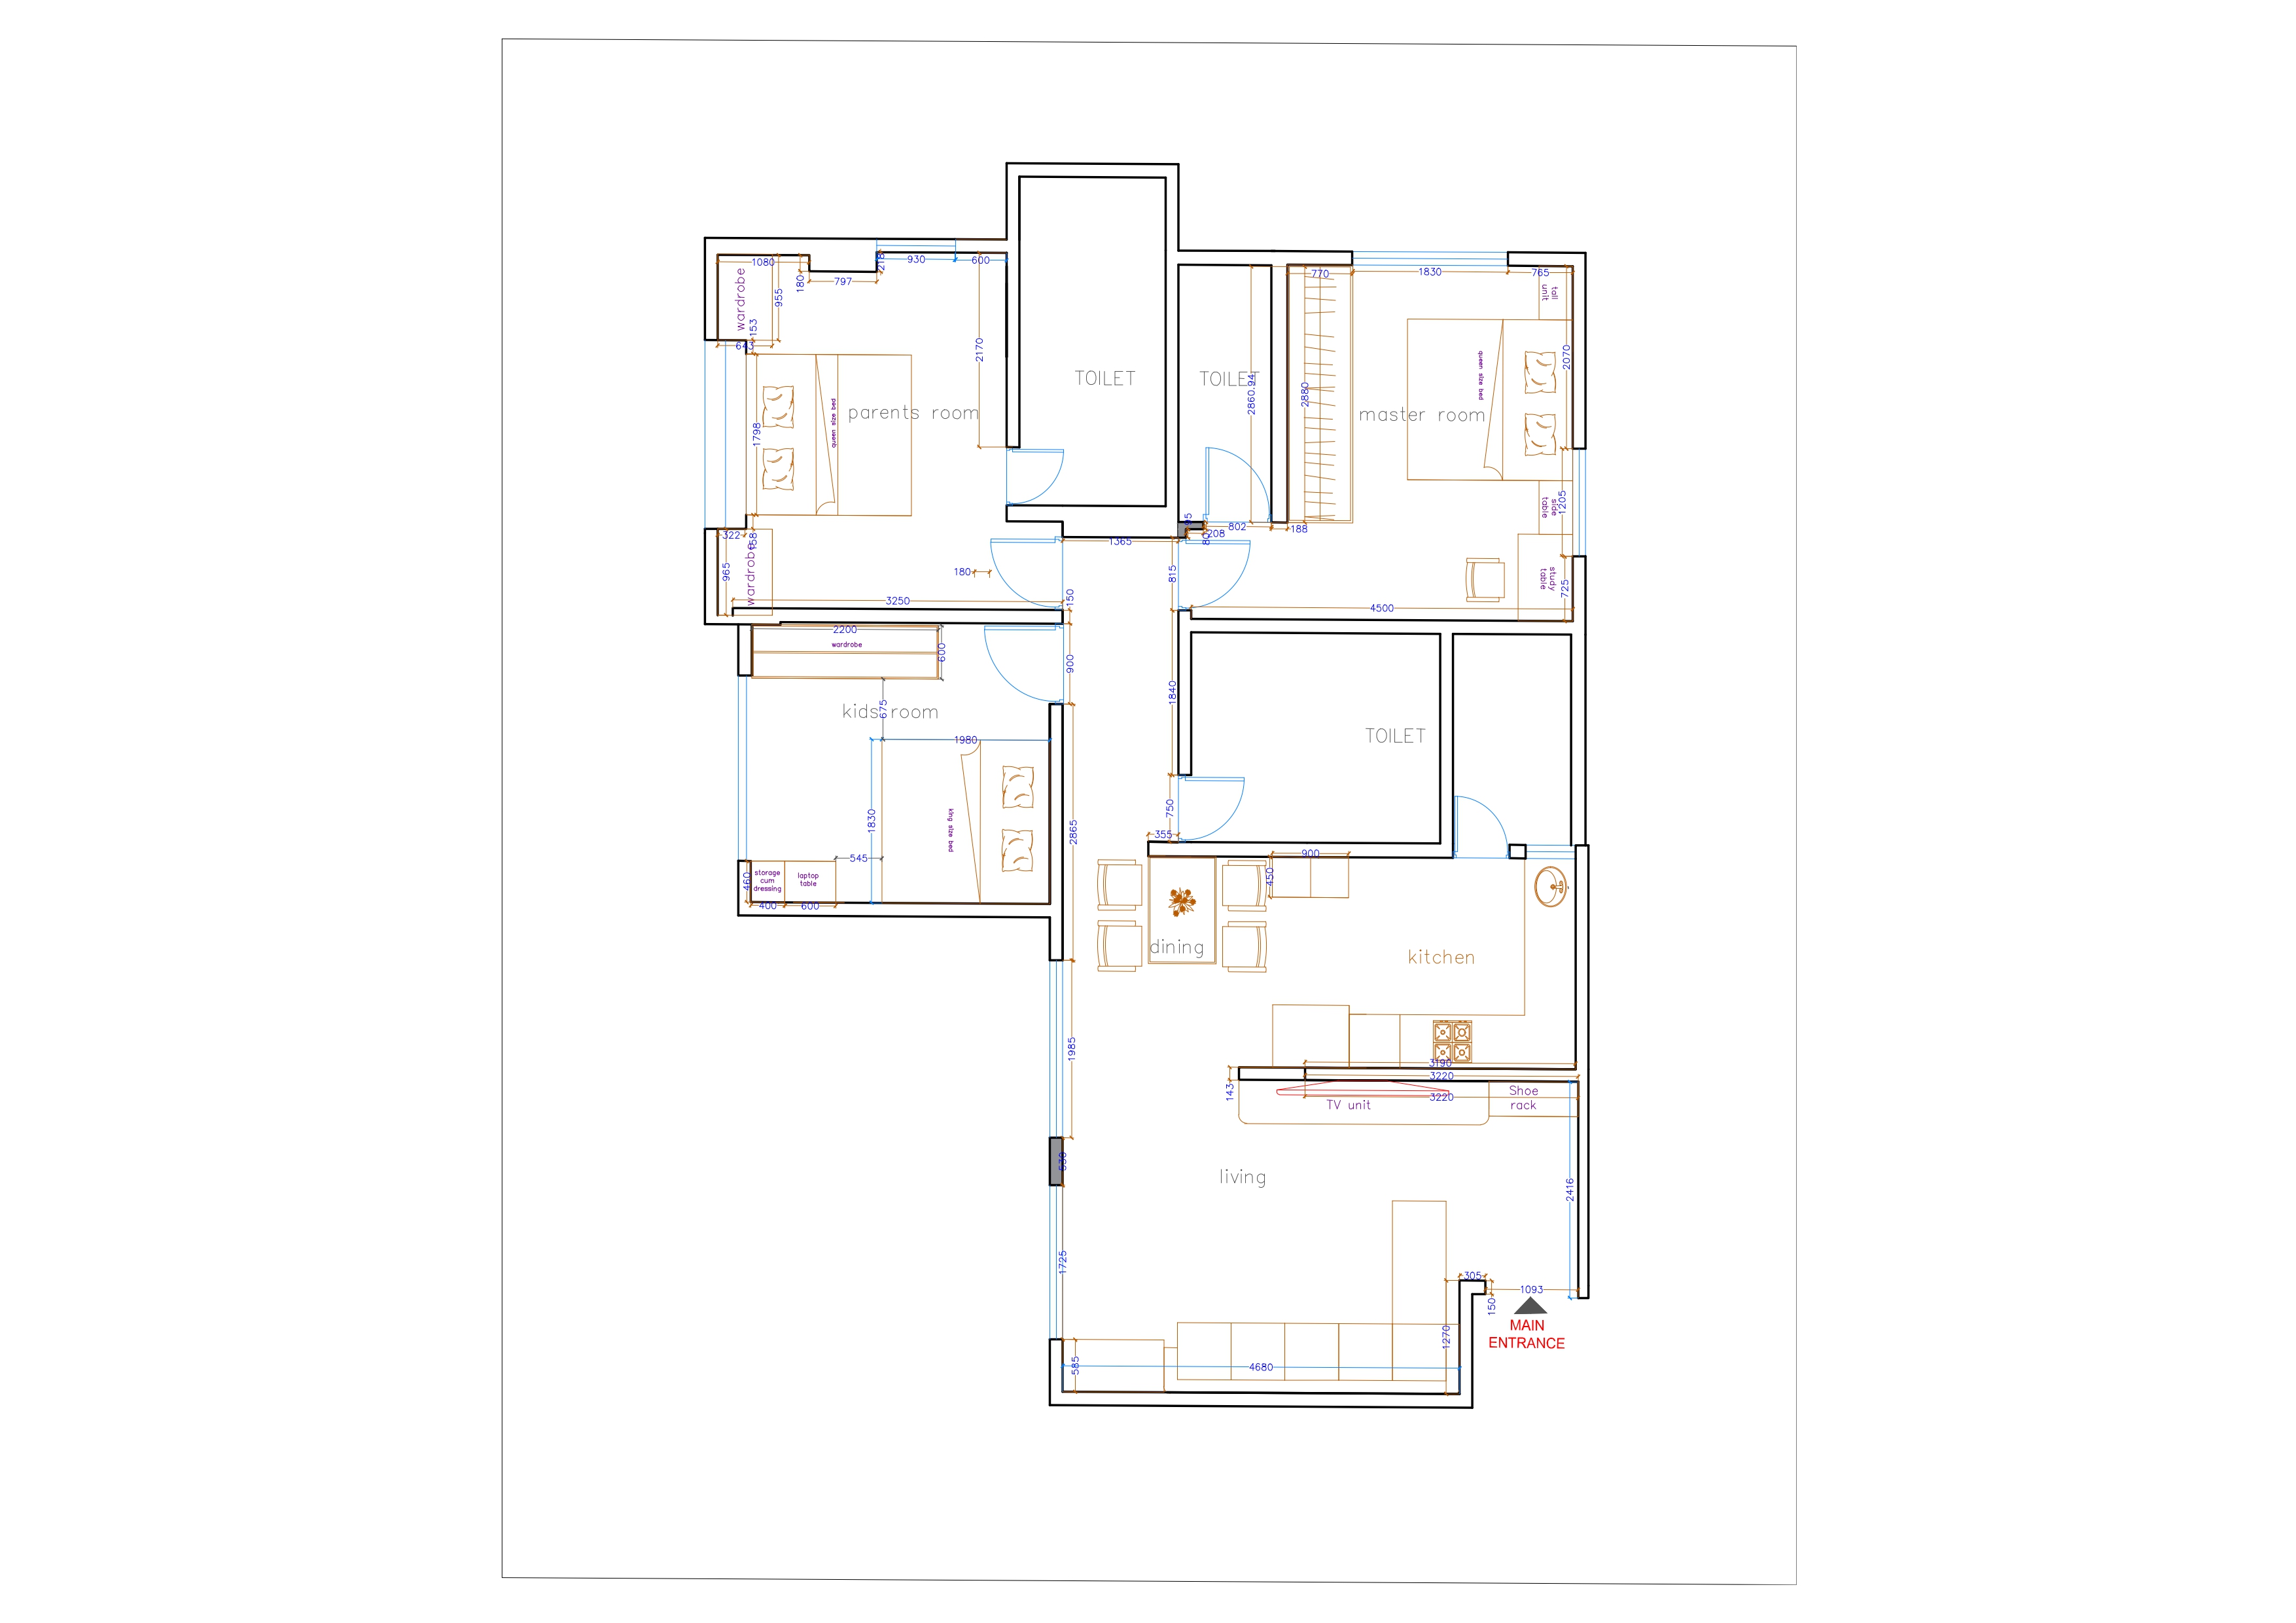 1080
218
930
600
770
1830
765
wardrobe
180
797
955
tall
unit
153
643
2170
2070
TOILET
TOILET
2860.94
2880
queen size bed
parents room
master room
queen size bed
1798
side
table
1205
95
802
188
208
80
322
158
1365
965
wardrobe
180
815
study
table
725
150
3250
4500
2200
wardrobe
600
900
1840
kids room
675
TOILET
1980
1830
king size bed
750
2865
355
545
900
450
460
storage
cum
dressing
laptop
table
400
600
dining
kitchen
1985
3190
3220
143
3220
TV unit
Shoe
rack
530
living
2416
1725
305
1093
150
MAIN
ENTRANCE
1270
585
4680